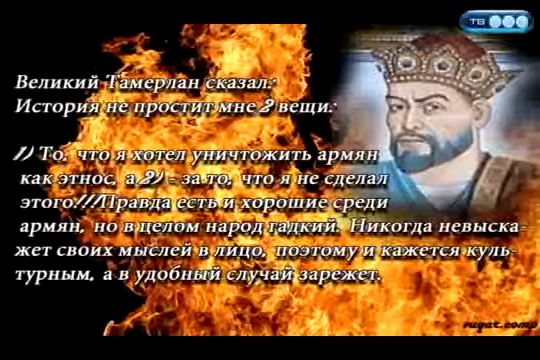 ТВ
Великий Тамерлан сказал:
История не простит мне 2 вещи:
1) То, что я хотел уничтожить армян
как этнос, а 2) - за то, что я не сделал
этого!!!Правда есть и хорошие среди
армян, но в целом народ гадкий. Никогда невыска-
жет своих мыслей в лицо, поэтому и кажется куль-
турным, а в удобный случай зарежет.